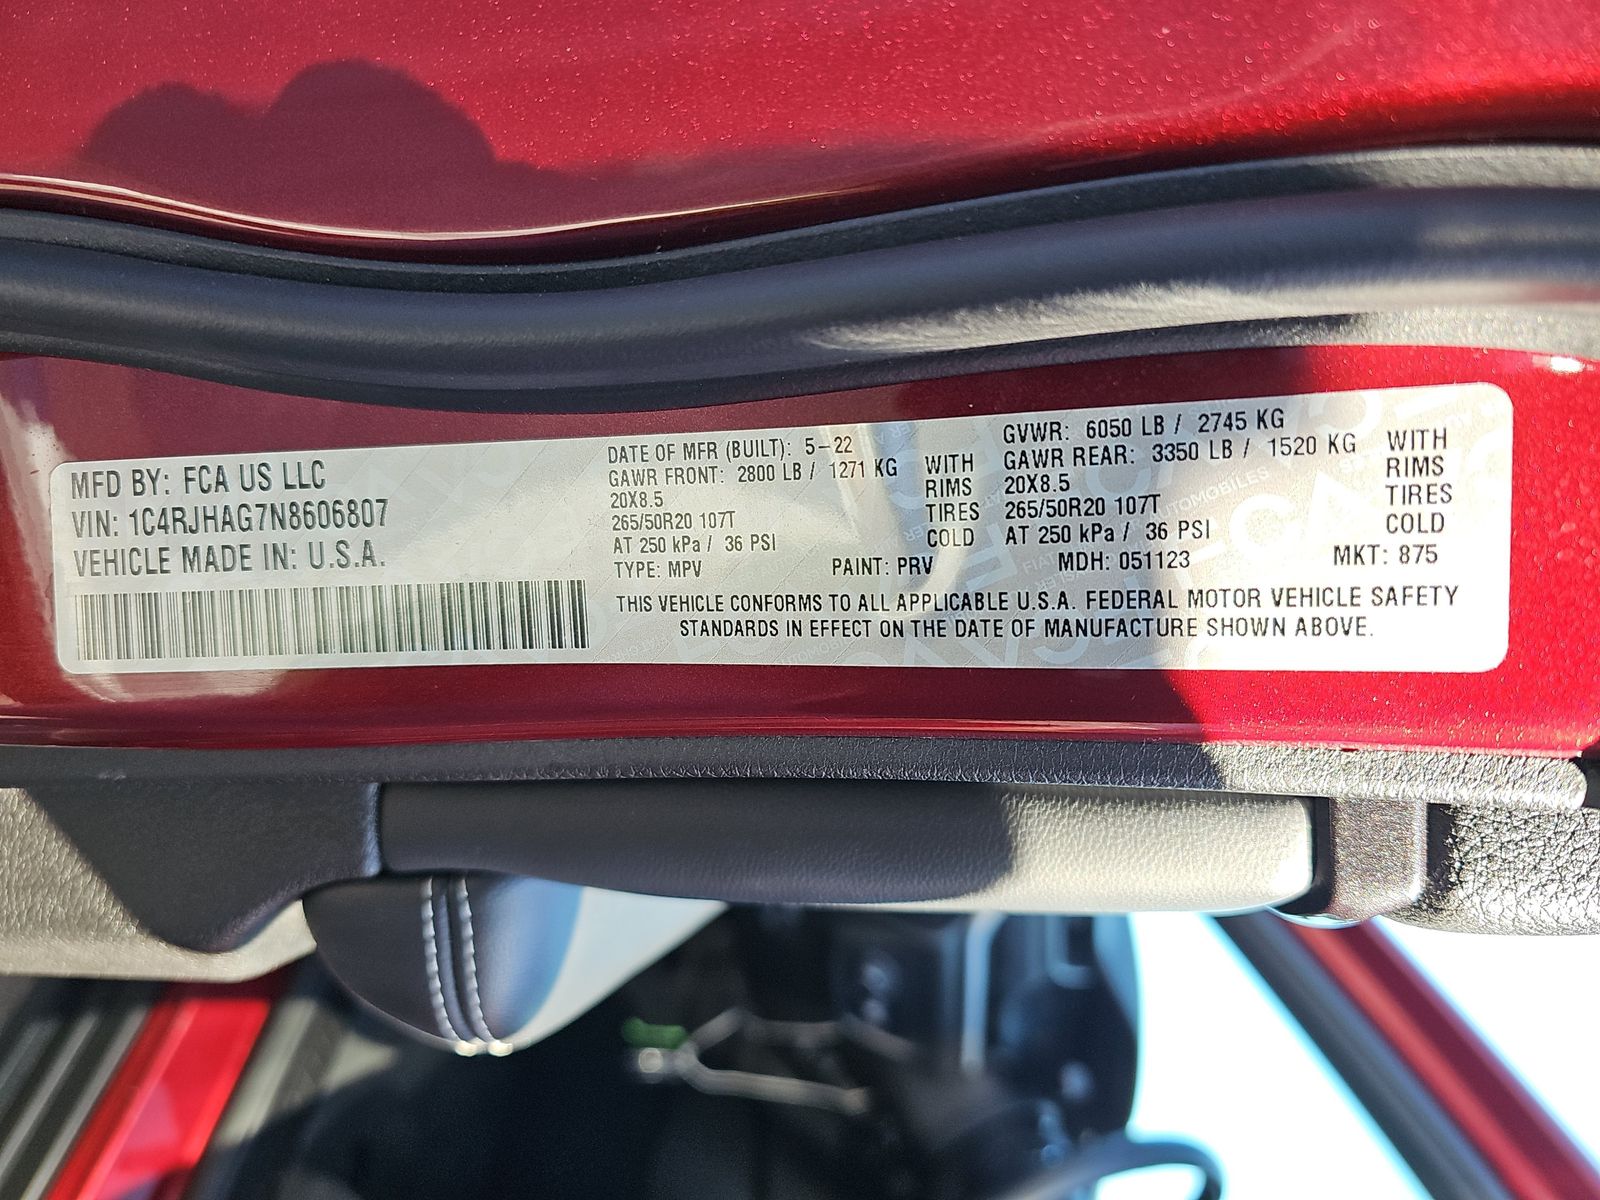 MFD BY: FCA US LLC
VIN: 1C4RJHAG7N8606807
VEHICLE MADE IN: U.S.A.
DATE OF MFR (BUILT): 5-22
GAWR FRONT: 2800 LB / 1271 KG
20X8.5
265/50R20 107T
AT 250 kPa / 36 PSI
WITH
RIMS
TIRES
COLD
GVWR: 6050 LB / 2745 KG
GAWR REAR: 3350 LB / 1520 KG
20X8.5
265/50R20 107T
AT 250 kPa / 36 PSI
WITH
RIMS
TIRES
COLD
TYPE: MPV PAINT: PRV MDH: 051123 MKT: 875
THIS VEHICLE CONFORMS TO ALL APPLICABLE U.S.A. FEDERAL MOTOR VEHICLE SAFETY
STANDARDS IN EFFECT ON THE DATE OF MANUFACTURE SHOWN ABOVE.